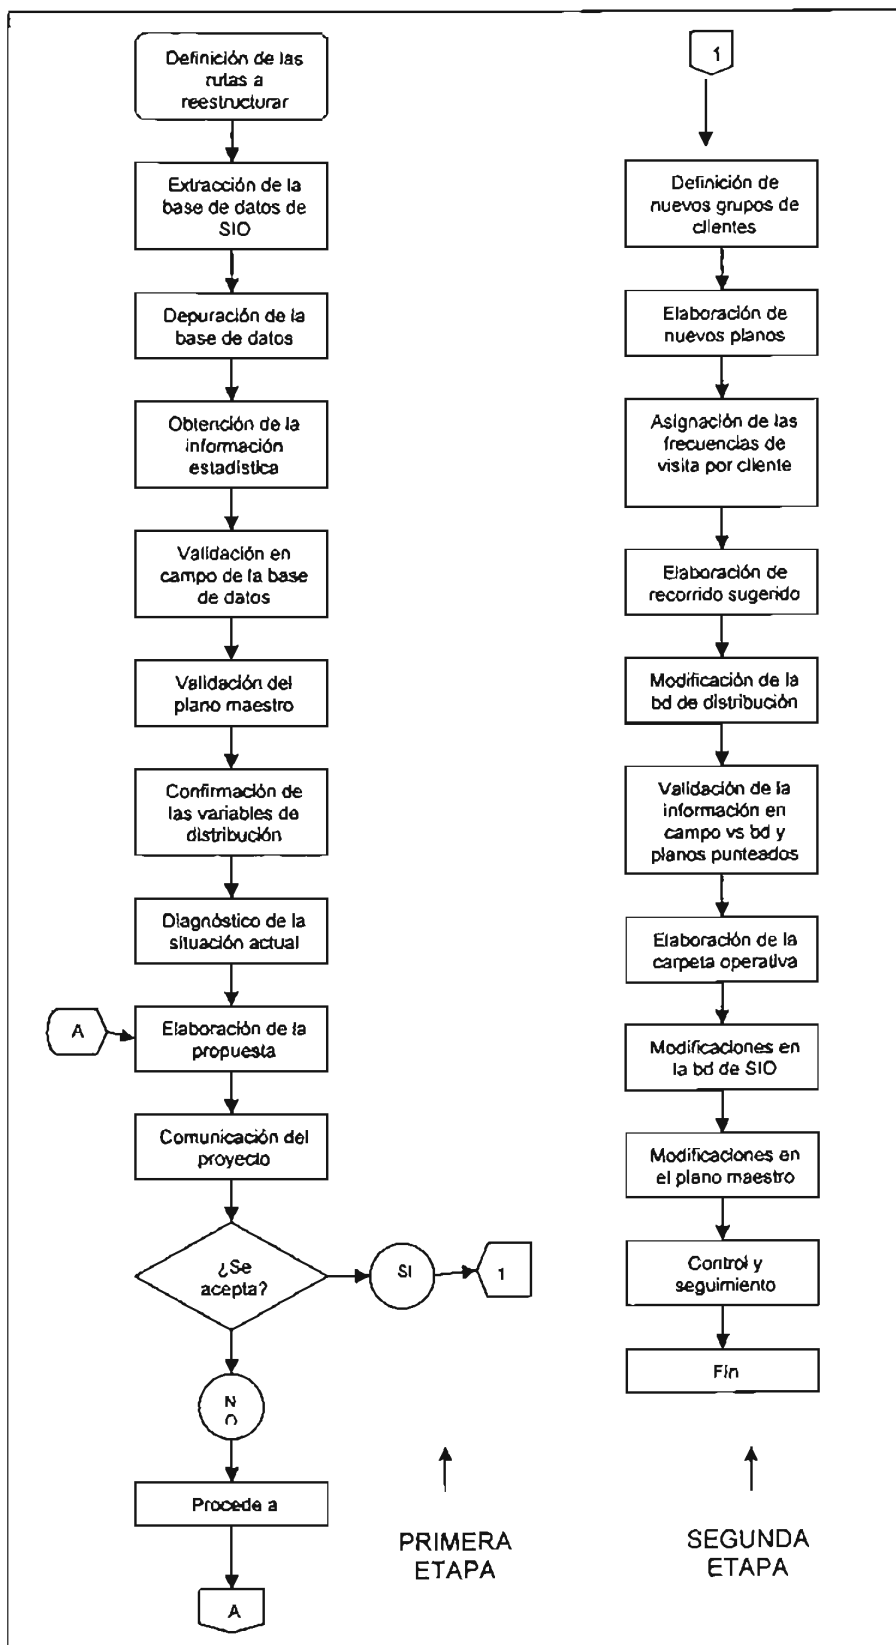 Definición de las
rutas a
reestructurar
Extracción de la
base de datos de
SIO
Depuración de la
base de datos
Obtención de la
información
estadística
Validación en
campo de la base
de datos
Validación del
plano maestro
Confirmación de
las variables de
distribución
Diagnóstico de la
situación actual
A
Elaboración de la
propuesta
Comunicación del
proyecto
¿Se
acepta?
SI
1
N
O
Procede a
A
PRIMERA
ETAPA
1
Definición de
nuevos grupos de
clientes
Elaboración de
nuevos planos
Asignación de las
frecuencias de
visita por cliente
Elaboración de
recorrido sugerido
Modificación de la
bd de distribución
Validación de la
información en
campo vs bd y
planos punteados
Elaboración de la
carpeta operativa
Modificaciones en
la bd de SIO
Modificaciones en
el plano maestro
Control y
seguimiento
Fin
SEGUNDA
ETAPA